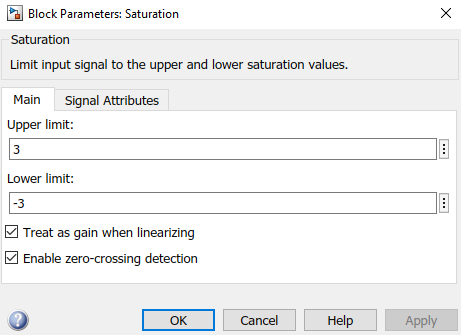 Block Parameters: Saturation
Saturation
Limit input signal to the upper and lower saturation values.
Main Signal Attributes
Upper limit:
3
Lower limit:
-3
Treat as gain when linearizing
Enable zero-crossing detection
? OK Cancel Help Apply